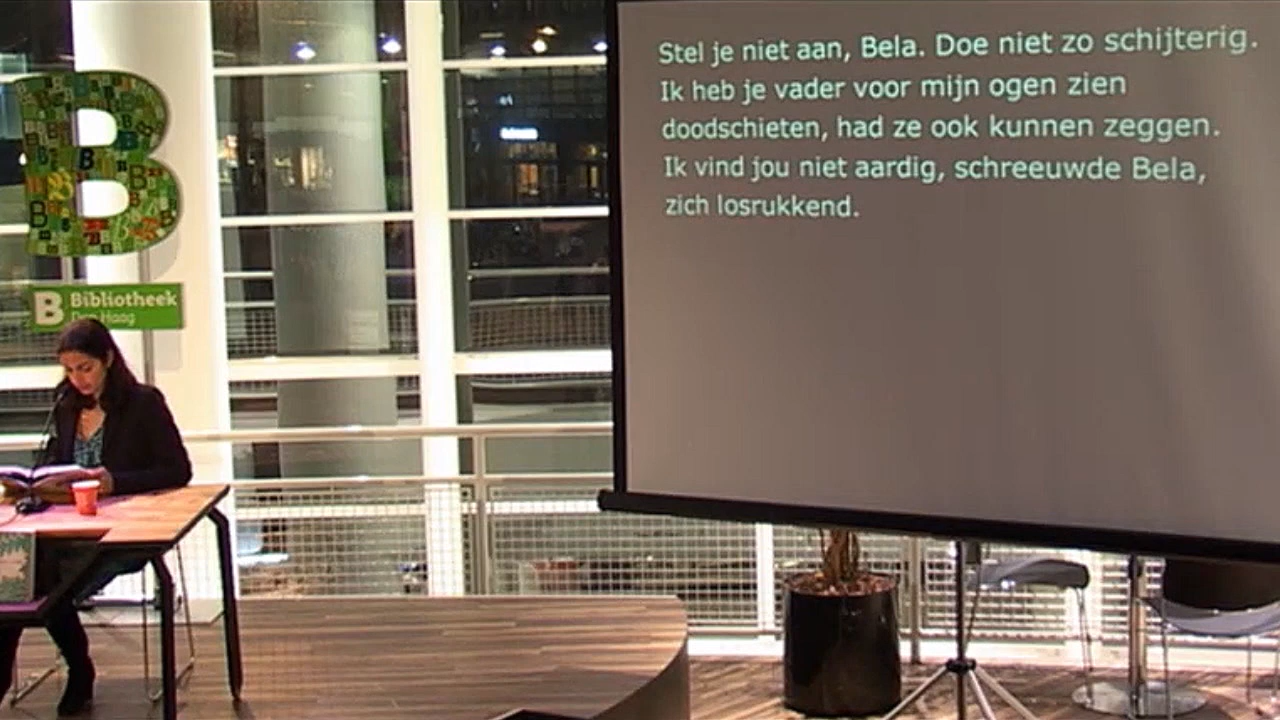 Stel je niet aan, Bela. Doe niet zo schijterig.
Ik heb je vader voor mijn ogen zien
doodschieten, had ze ook kunnen zeggen.
Ik vind jou niet aardig, schreeuwde Bela,
zich losrukkend.
B
B Bibliotheek
Den Haag